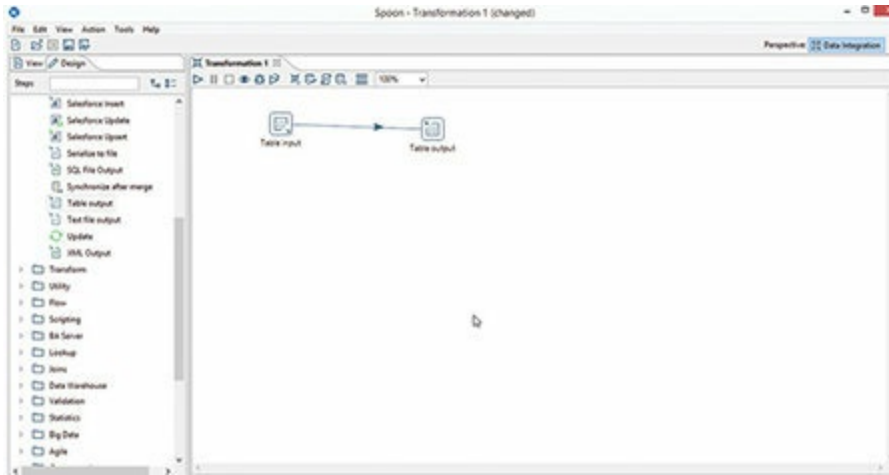 Spoon - Transformation 1 (changed)
File Edit View Action Tools Help
Perspective: Data Integration
View Design
Transformation 1
Steps
100%
Salesforce Insert
Salesforce Update
Salesforce Upsert
Serialize to file
SQL File Output
Synchronize after merge
Table output
Text file output
Update
XML Output
Transform
Utility
Flow
Scripting
BA Server
Lookup
Joins
Data Warehouse
Validation
Statistics
Big Data
Agile
Table input
Table output